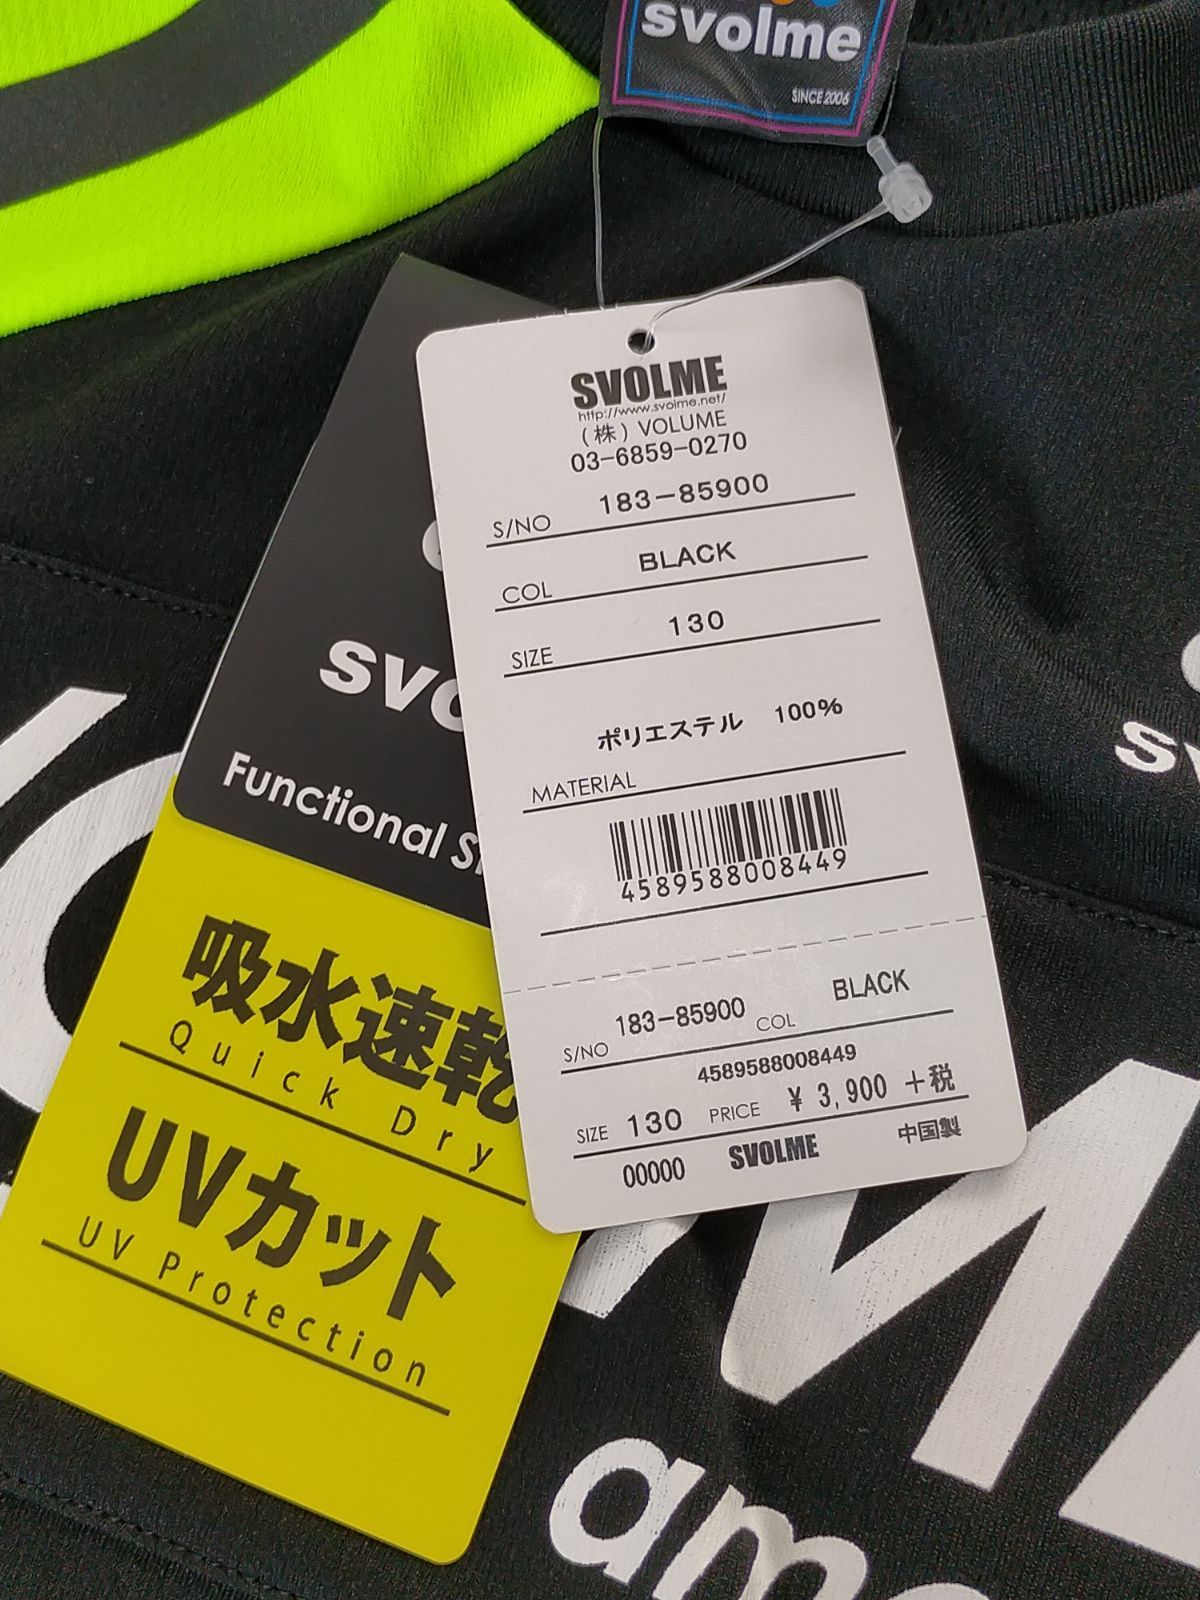 svolme
SINCE 2006
SVOLME
http://www.svolme.net/
(株) VOLUME
03-6859-0270
S/NO 183-85900
COL BLACK
SIZE 130
ポリエステル 100%
MATERIAL
4589588008449
S/NO 183-85900 COL BLACK
4589588008449
SIZE 130 PRICE ¥ 3,900 +税
00000 SVOLME 中国製
svo
Functional S
吸水速乾
Quick Dry
UVカット
UV Protection
sv
M
ame